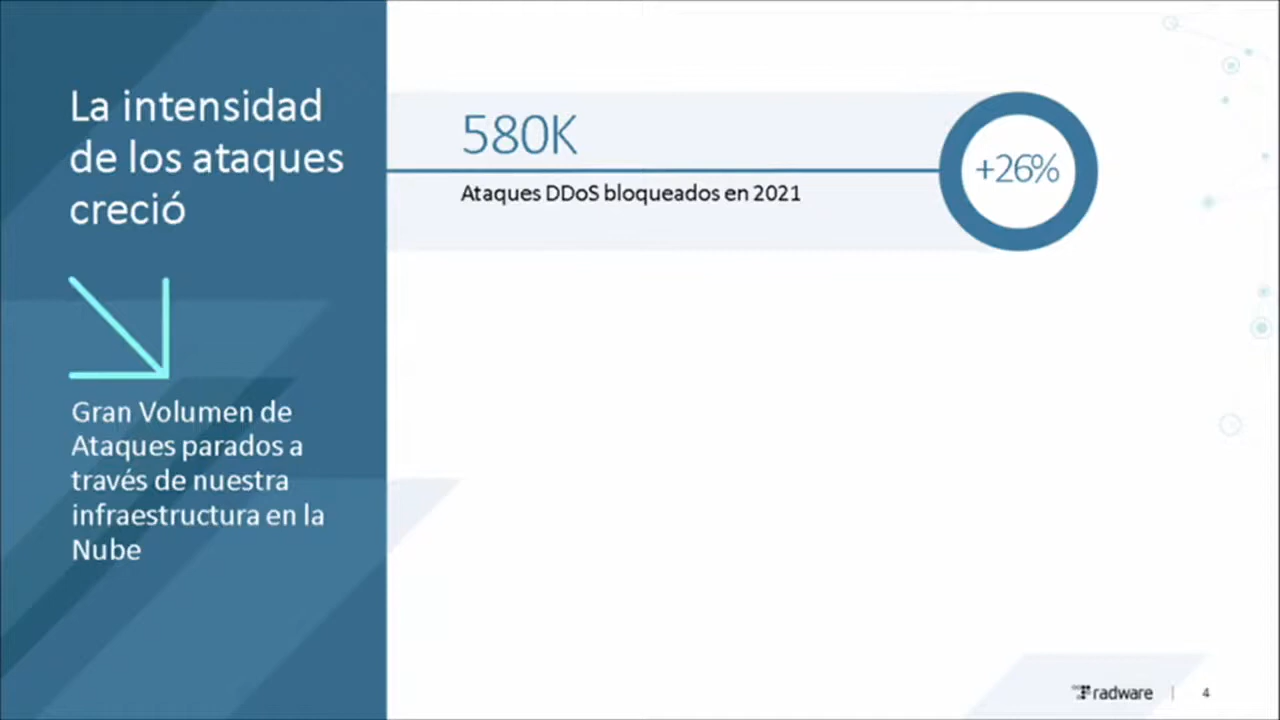 La intensidad
de los ataques
creció
Gran Volumen de
Ataques parados a
través de nuestra
infraestructura en la
Nube
580K
Ataques DDoS bloqueados en 2021
+26%
radware
4